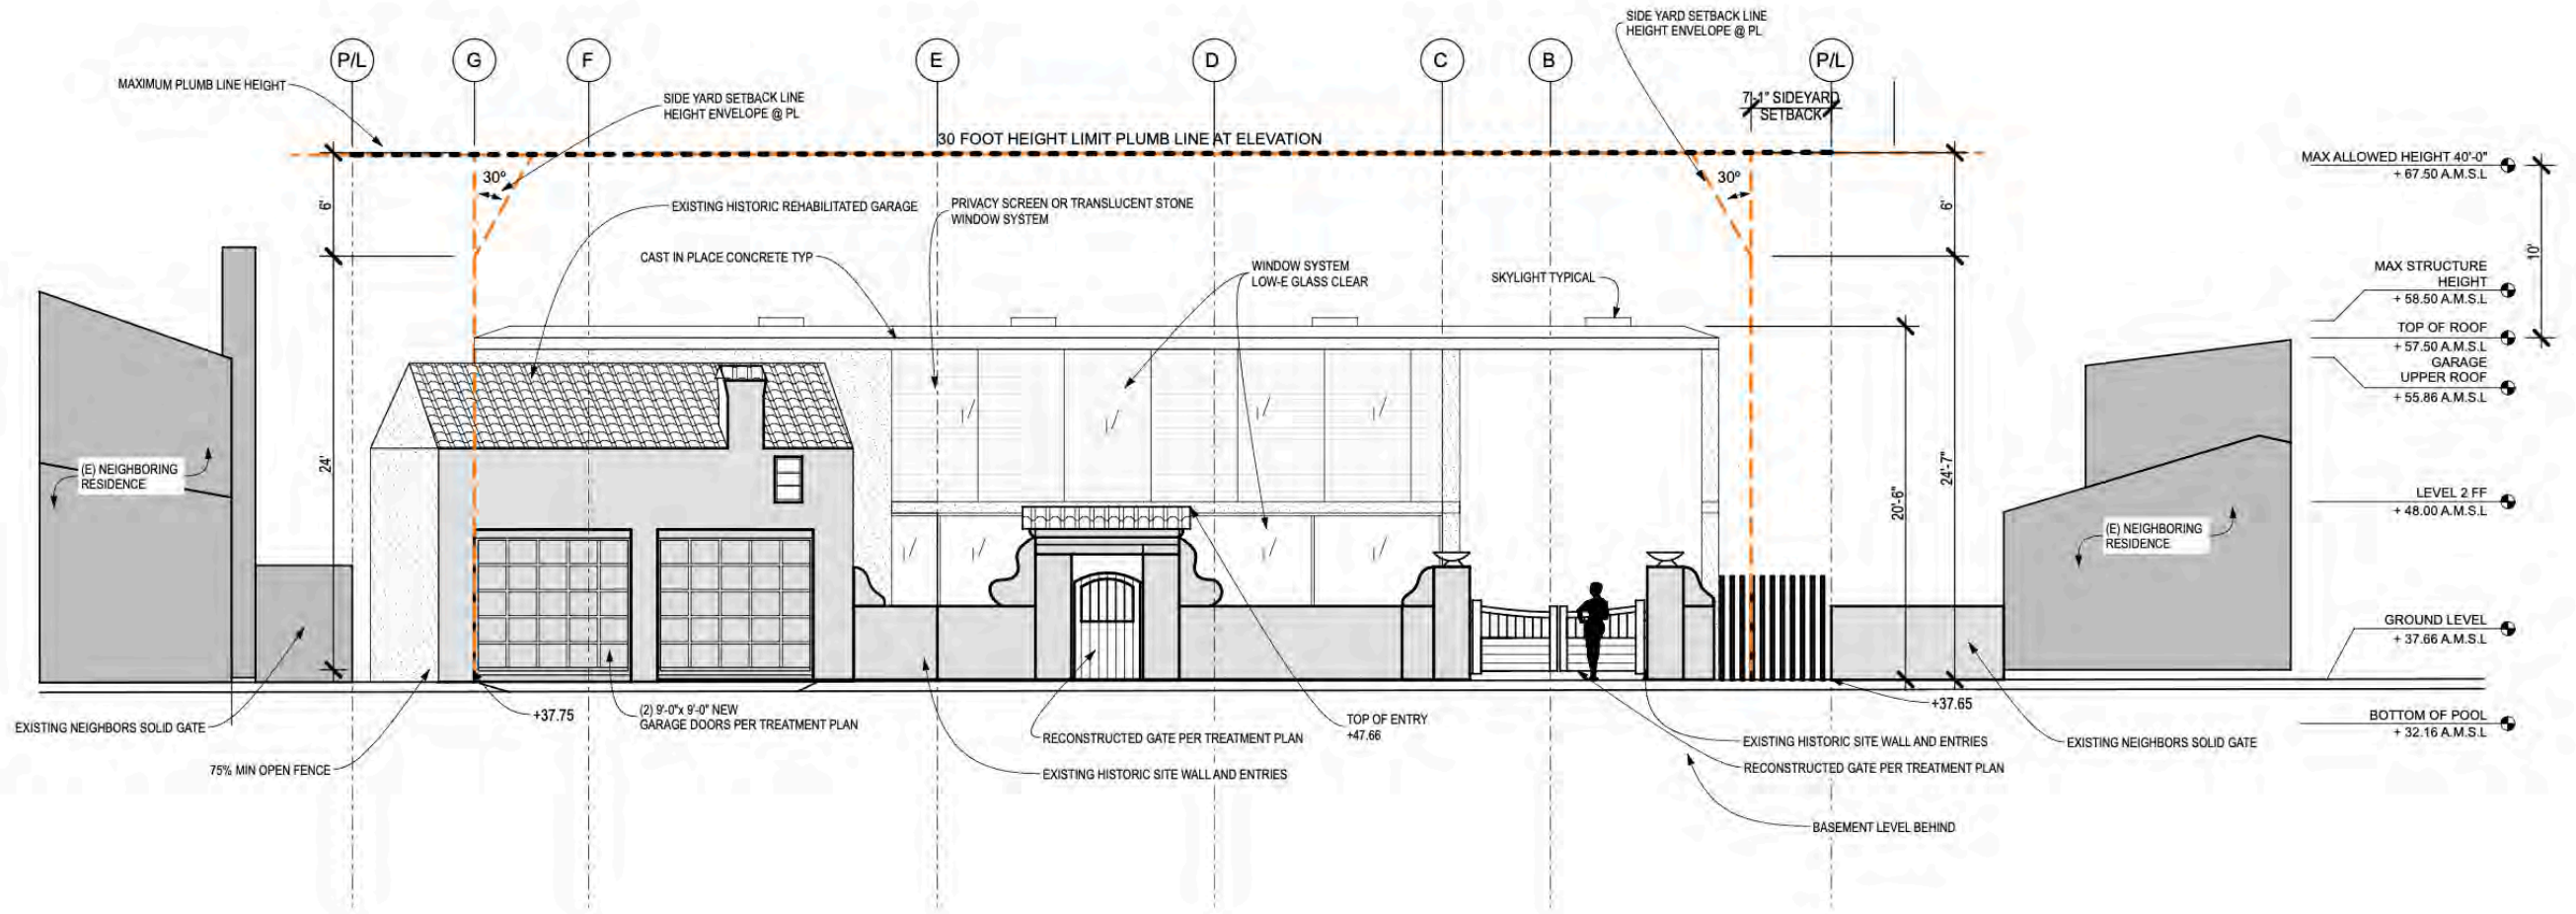 SIDE YARD SETBACK LINE
HEIGHT ENVELOPE @ PL
P/L
G
F
E
D
C
B
P/L
MAXIMUM PLUMB LINE HEIGHT
SIDE YARD SETBACK LINE
HEIGHT ENVELOPE @ PL
7'-1" SIDEYARD
SETBACK
30 FOOT HEIGHT LIMIT PLUMB LINE AT ELEVATION
MAX ALLOWED HEIGHT 40'-0"
+ 67.50 A.M.S.L
30º
30º
6'
6'
EXISTING HISTORIC REHABILITATED GARAGE
PRIVACY SCREEN OR TRANSLUCENT STONE
WINDOW SYSTEM
10'
CAST IN PLACE CONCRETE TYP
WINDOW SYSTEM
LOW-E GLASS CLEAR
SKYLIGHT TYPICAL
MAX STRUCTURE
HEIGHT
+ 58.50 A.M.S.L
TOP OF ROOF
+ 57.50 A.M.S.L
GARAGE
UPPER ROOF
+ 55.86 A.M.S.L
(E) NEIGHBORING
RESIDENCE
24'
24'-7"
20'-6"
LEVEL 2 FF
+ 48.00 A.M.S.L
(E) NEIGHBORING
RESIDENCE
GROUND LEVEL
+ 37.66 A.M.S.L
+37.75
+37.65
EXISTING NEIGHBORS SOLID GATE
(2) 9'-0"x 9'-0" NEW
GARAGE DOORS PER TREATMENT PLAN
TOP OF ENTRY
+47.66
BOTTOM OF POOL
+ 32.16 A.M.S.L
RECONSTRUCTED GATE PER TREATMENT PLAN
EXISTING HISTORIC SITE WALL AND ENTRIES
EXISTING NEIGHBORS SOLID GATE
75% MIN OPEN FENCE
EXISTING HISTORIC SITE WALL AND ENTRIES
RECONSTRUCTED GATE PER TREATMENT PLAN
BASEMENT LEVEL BEHIND